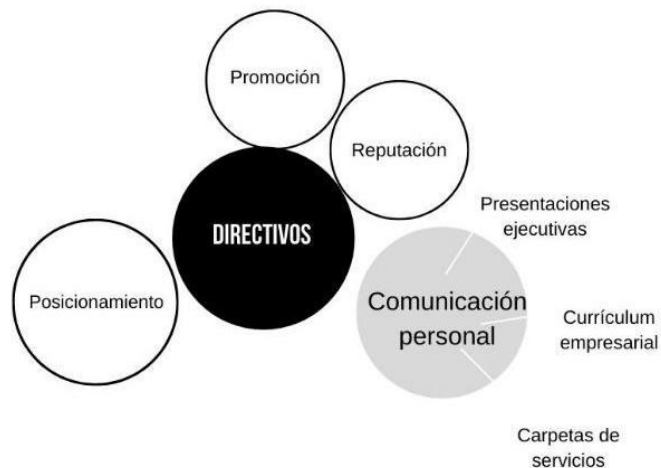 Promoción
Reputación
DIRECTIVOS
Presentaciones
ejecutivas
Posicionamiento
Comunicación
personal
Currículum
empresarial
Carpetas de
servicios